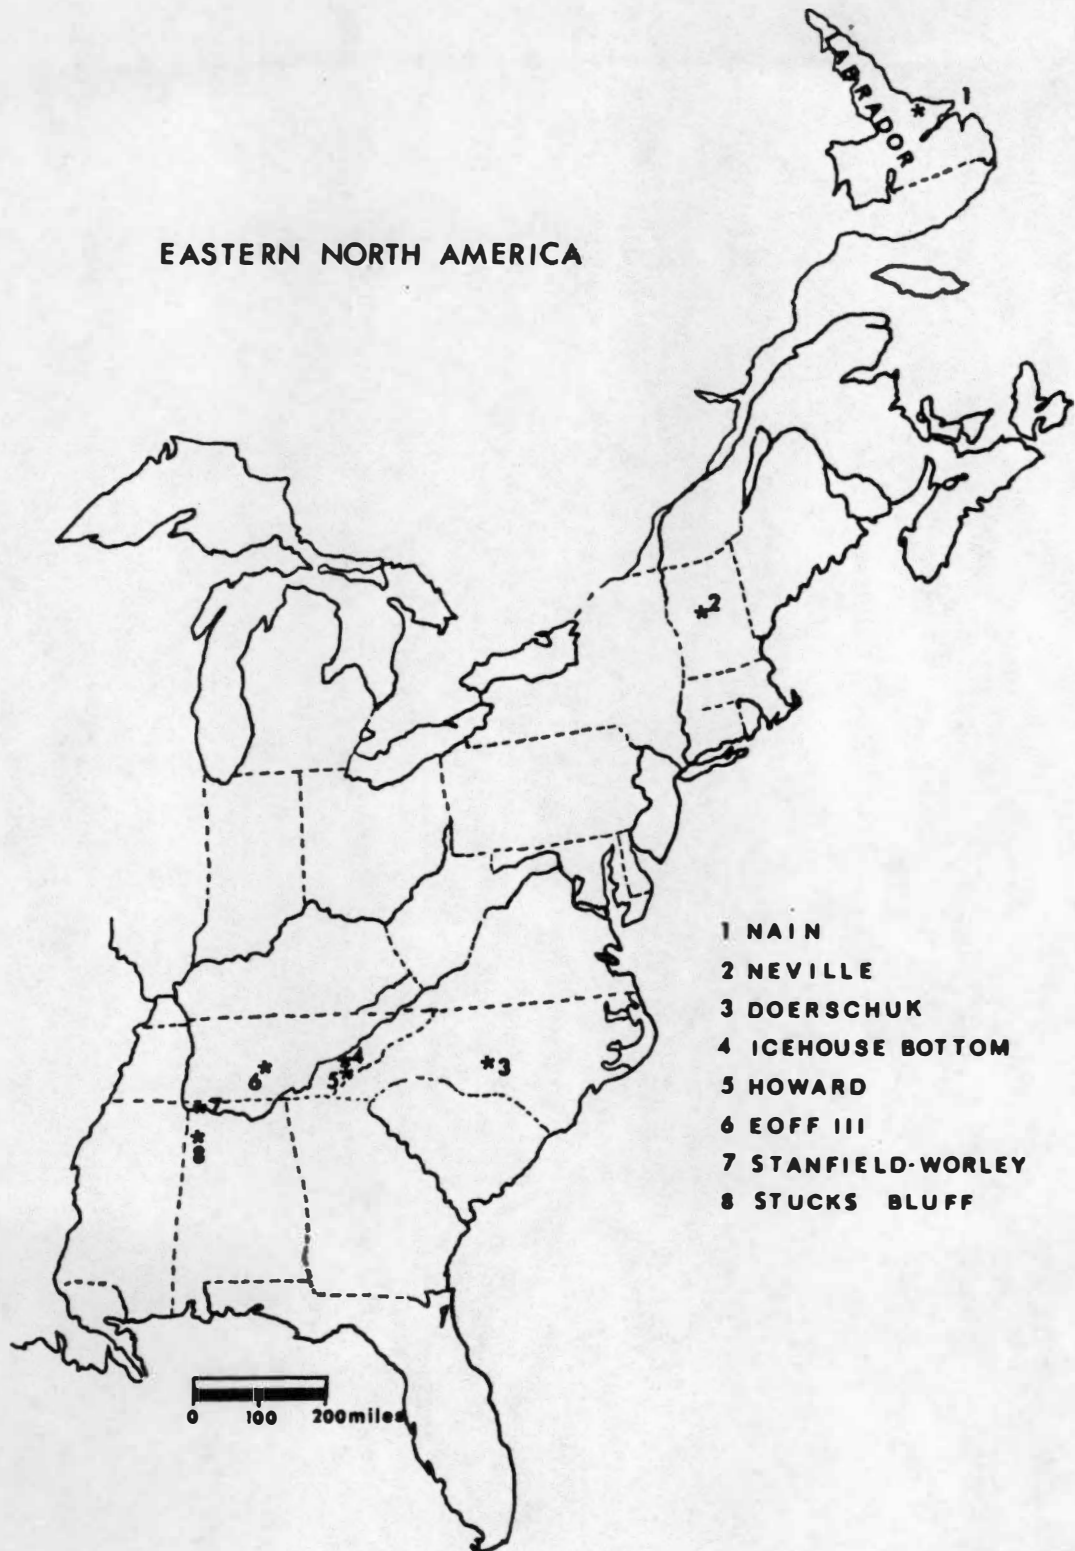 LABRADOR
1
EASTERN NORTH AMERICA
2
1 NAIN
2 NEVILLE
3 DOERSCHUK
4 ICEHOUSE BOTTOM
5 HOWARD
6 EOFF III
7 STANFIELD-WORLEY
8 STUCKS BLUFF
4
3
5
6
7
8
0 100 200miles